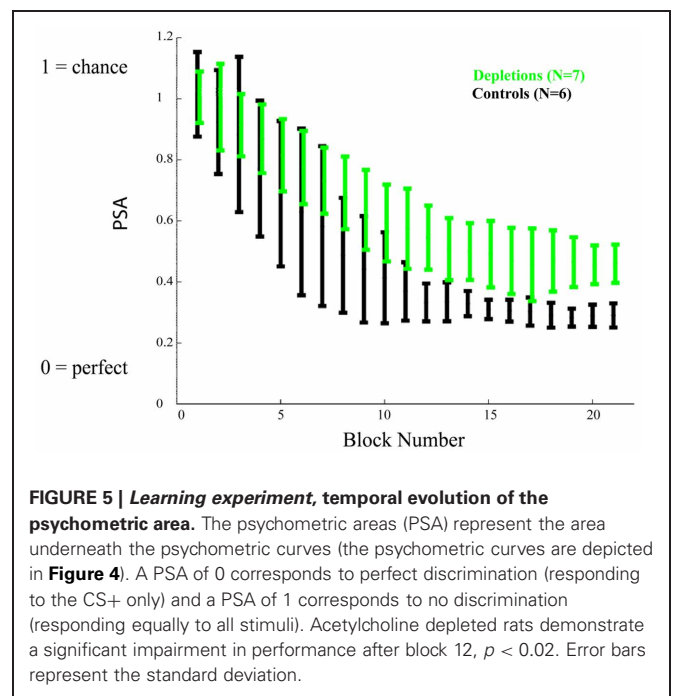 1.2
1 = chance
Depletions (N=7)
Controls (N=6)
1
0.8
PSA
0.6
0.4
0.2
0 = perfect
0
0 5 10 15 20
Block Number
FIGURE 5 | Learning experiment, temporal evolution of the
psychometric area. The psychometric areas (PSA) represent the area
underneath the psychometric curves (the psychometric curves are depicted
in Figure 4). A PSA of 0 corresponds to perfect discrimination (responding
to the CS+ only) and a PSA of 1 corresponds to no discrimination
(responding equally to all stimuli). Acetylcholine depleted rats demonstrate
a significant impairment in performance after block 12, p < 0.02. Error bars
represent the standard deviation.